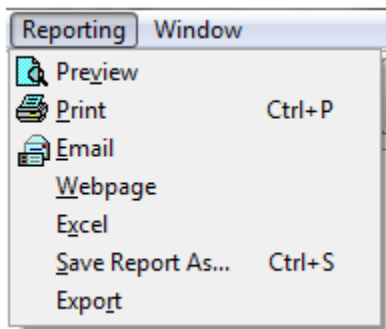 Reporting Window
Preview
Print Ctrl+P
Email
Webpage
Excel
Save Report As... Ctrl+S
Export